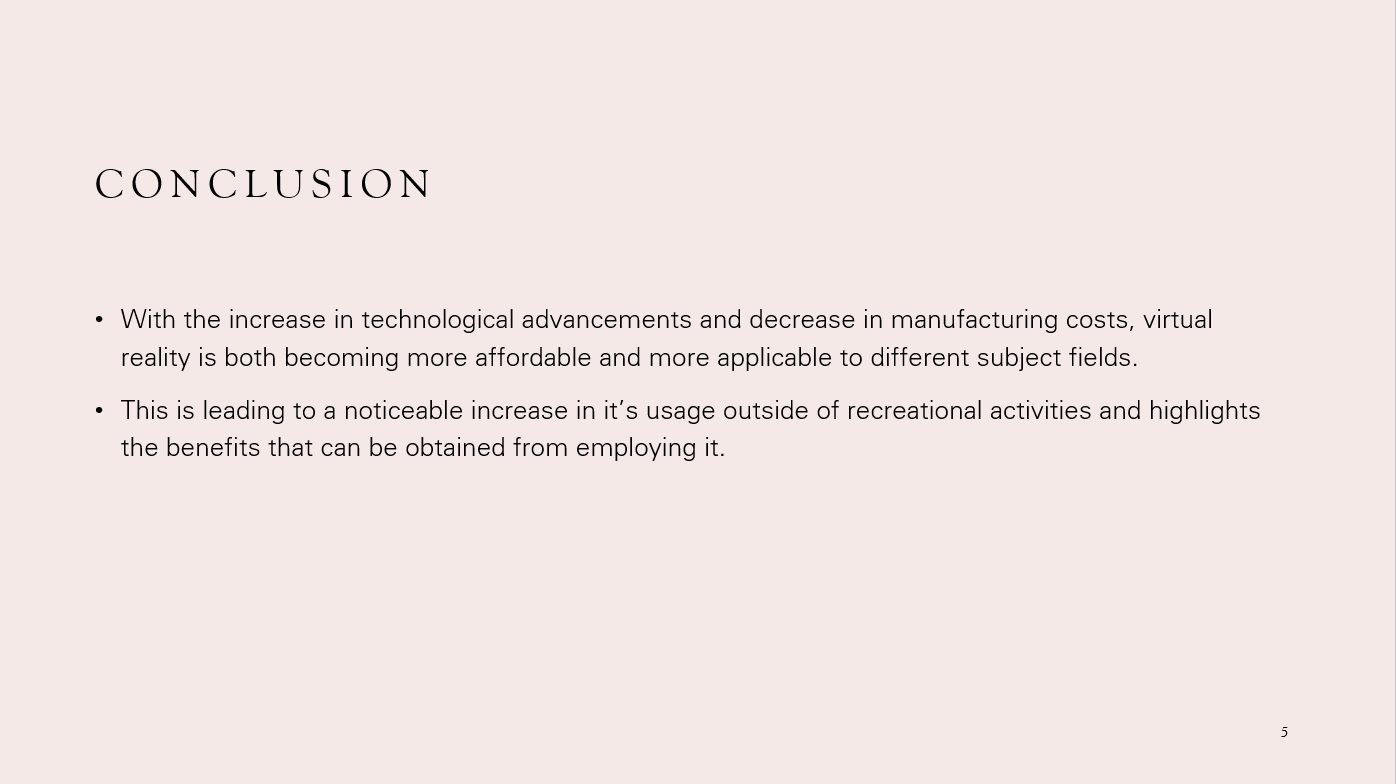 CONCLUSION
• With the increase in technological advancements and decrease in manufacturing costs, virtual
reality is both becoming more affordable and more applicable to different subject fields.
• This is leading to a noticeable increase in it’s usage outside of recreational activities and highlights
the benefits that can be obtained from employing it.
5